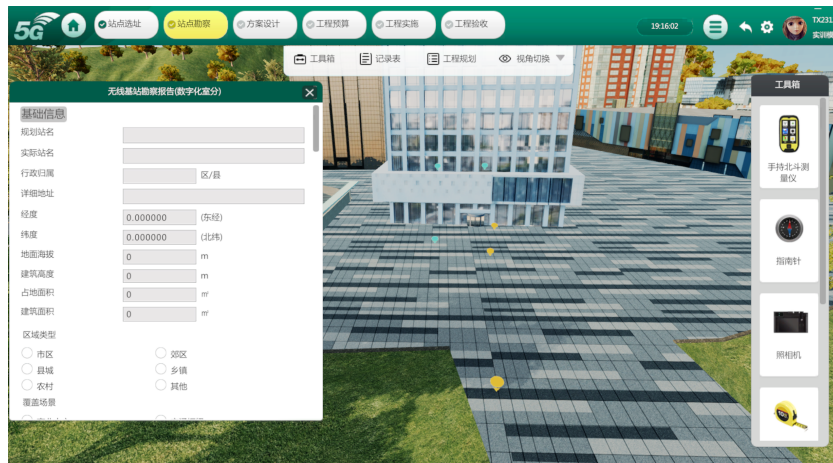 5G
站点选址
站点勘察
方案设计
工程预算
工程实施
工程验收
19:16:02
TX231
实训模
工具箱
记录表
工程规划
视角切换
无线基站勘察报告(数字化室分)
基础信息
规划站名
实际站名
行政归属 区/县
详细地址
经度 0.000000 (东经)
纬度 0.000000 (北纬)
地面海拔 0 m
建筑高度 0 m
占地面积 0 ㎡
建筑面积 0 ㎡
区域类型
市区 郊区
县城 乡镇
农村 其他
覆盖场景
工具箱
手持北斗测
量仪
指南针
照相机